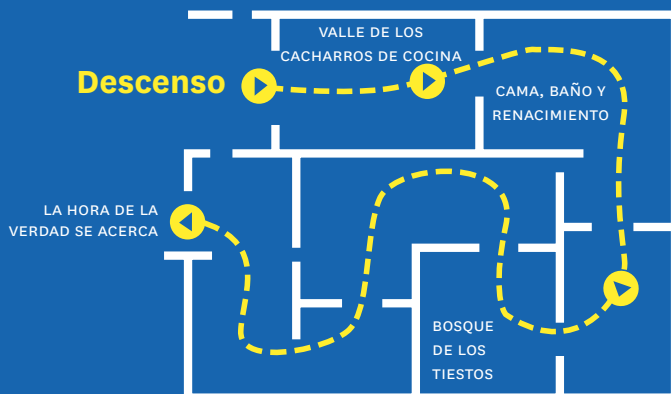 VALLE DE LOS
CACHARROS DE COCINA
Descenso
CAMA, BAÑO Y
RENACIMIENTO
LA HORA DE LA
VERDAD SE ACERCA
BOSQUE
DE LOS
TIESTOS